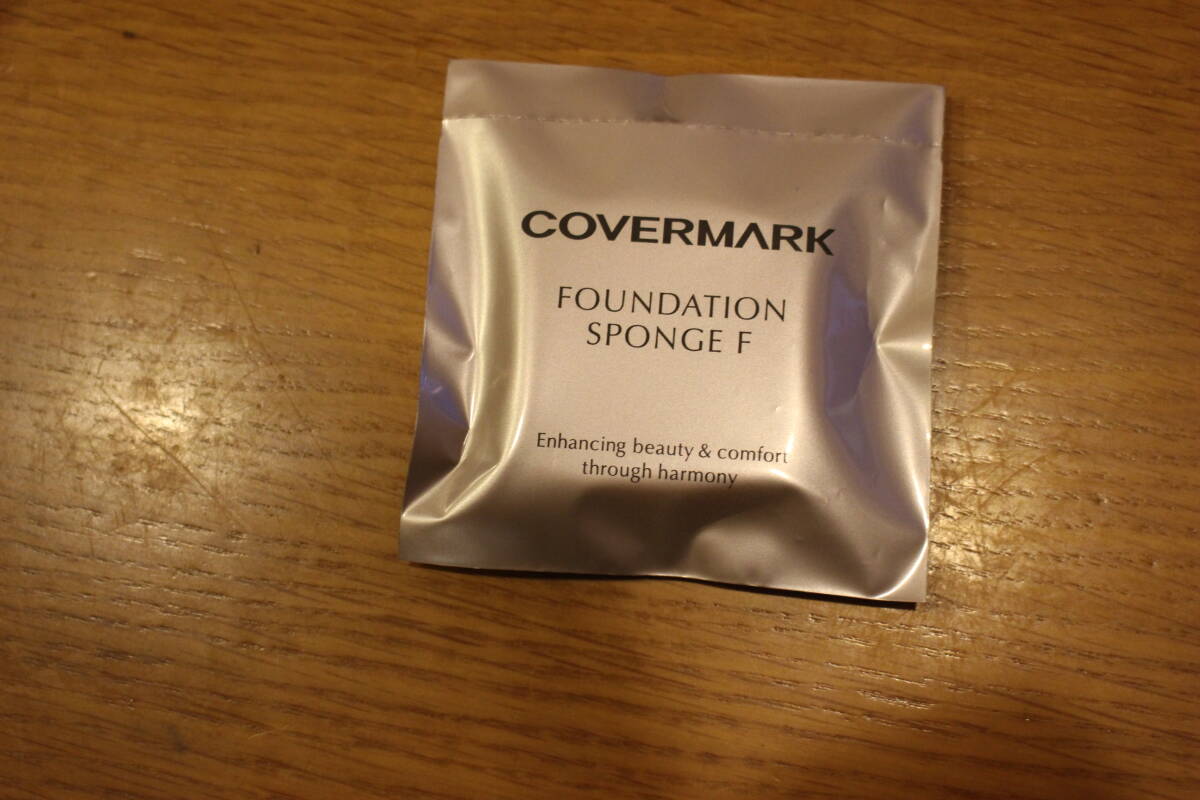 COVERMARK
FOUNDATION
SPONGE F
Enhancing beauty & comfort
through harmony